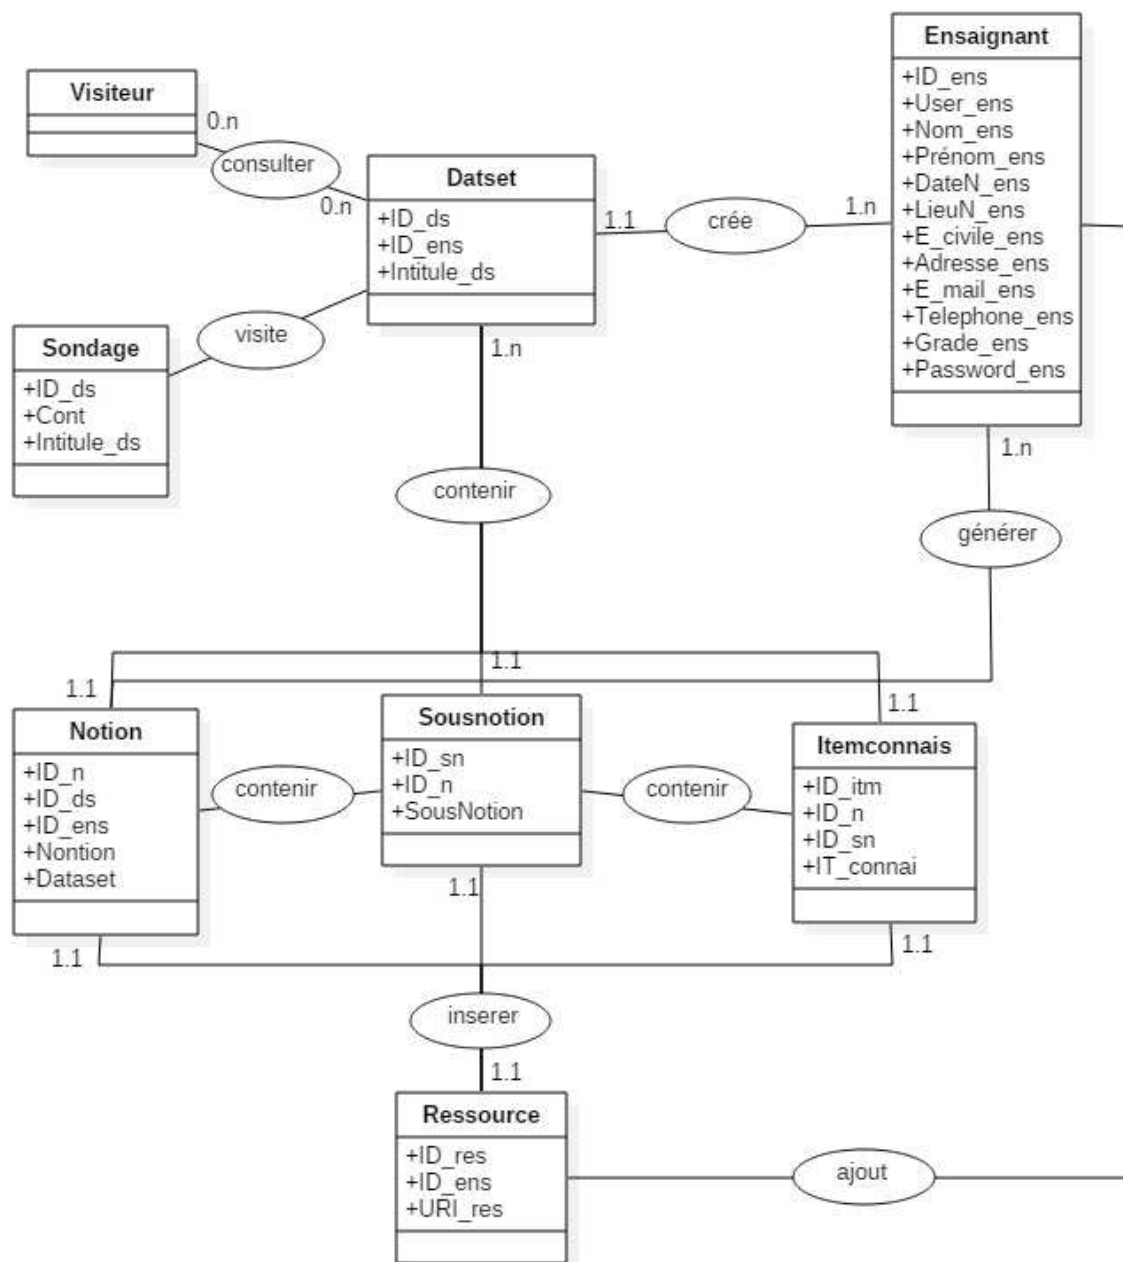 Ensaignant
+ID_ens
+User_ens
+Nom_ens
+Prénom_ens
+DateN_ens
+LieuN_ens
+E_civile_ens
+Adresse_ens
+E_mail_ens
+Telephone_ens
+Grade_ens
+Password_ens
Visiteur
0.n
consulter
0.n
Datset
+ID_ds
+ID_ens
+Intitule_ds
1.1
crée
1.n
Sondage
+ID_ds
+Cont
+Intitule_ds
visite
1.n
contenir
1.n
générer
1.1
1.1
1.1
Notion
+ID_n
+ID_ds
+ID_ens
+Nontion
+Dataset
contenir
Sousnotion
+ID_sn
+ID_n
+SousNotion
contenir
Itemconnais
+ID_itm
+ID_n
+ID_sn
+IT_connai
1.1
1.1
1.1
inserer
1.1
Ressource
+ID_res
+ID_ens
+URI_res
ajout